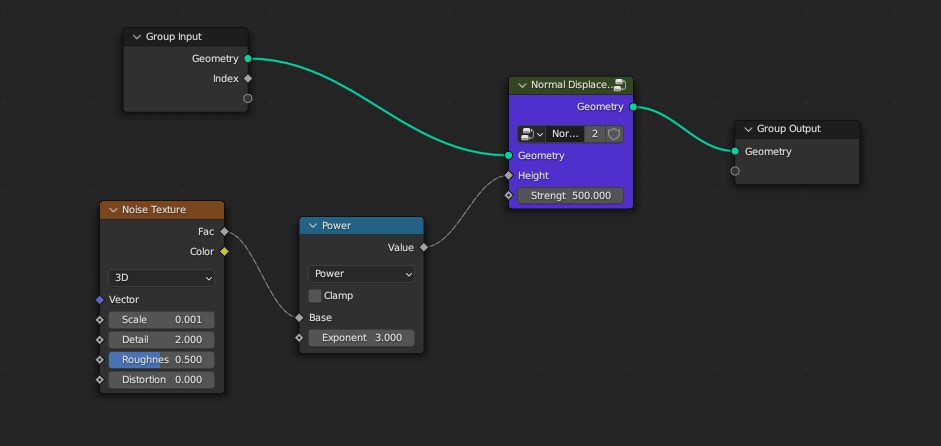 Group Input
Geometry
Index
Normal Displace..
Geometry
Nor... 2
Geometry
Height
Strengt 500.000
Group Output
Geometry
Noise Texture
Fac
Color
3D
Vector
Scale 0.001
Detail 2.000
Roughnes 0.500
Distortion 0.000
Power
Value
Power
Clamp
Base
Exponent 3.000